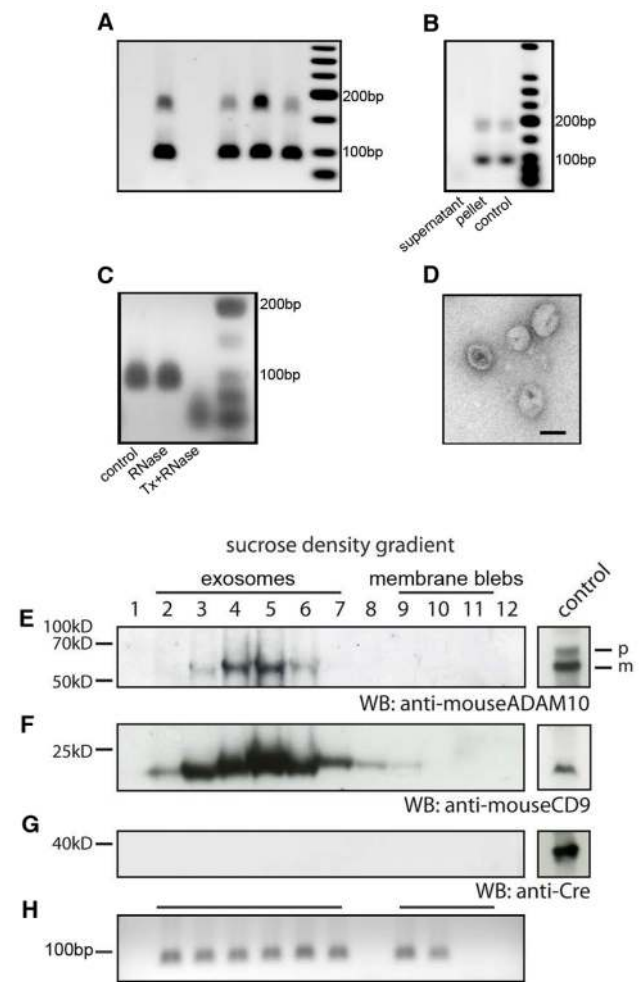 A
B
200bp
100bp
200bp
100bp
supernatant
pellet
control
C
D
200bp
100bp
control
RNase
Tx+RNase
sucrose density gradient
exosomes
membrane blebs
1 2 3 4 5 6 7 8 9 10 11 12
control
E
100kD
70kD
50kD
p
m
WB: anti-mouseADAM10
F
25kD
WB: anti-mouseCD9
G
40kD
WB: anti-Cre
H
100bp